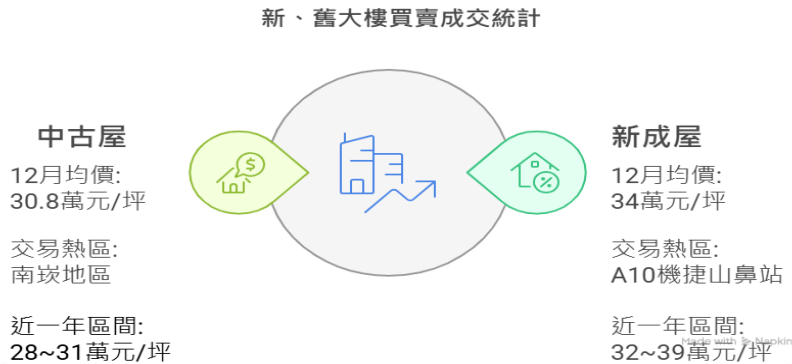 新、舊大樓買賣成交統計
中古屋
12月均價:
30.8萬元/坪
交易熱區:
南崁地區
近一年區間:
28~31萬元/坪
$
新成屋
12月均價:
34萬元/坪
交易熱區:
A10機捷山鼻站
近一年區間:
32~39萬元/坪
%
Made with Napkin